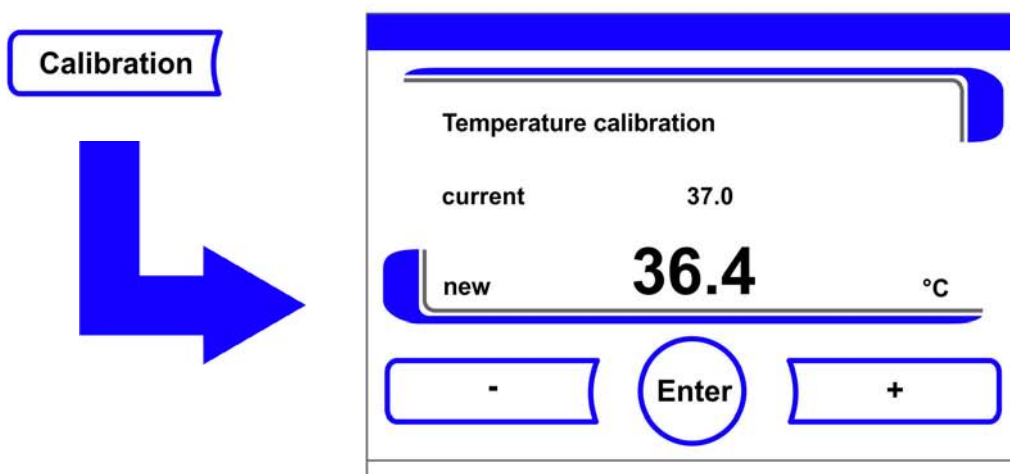 Calibration
Temperature calibration
current 37.0
new 36.4 °C
- Enter +